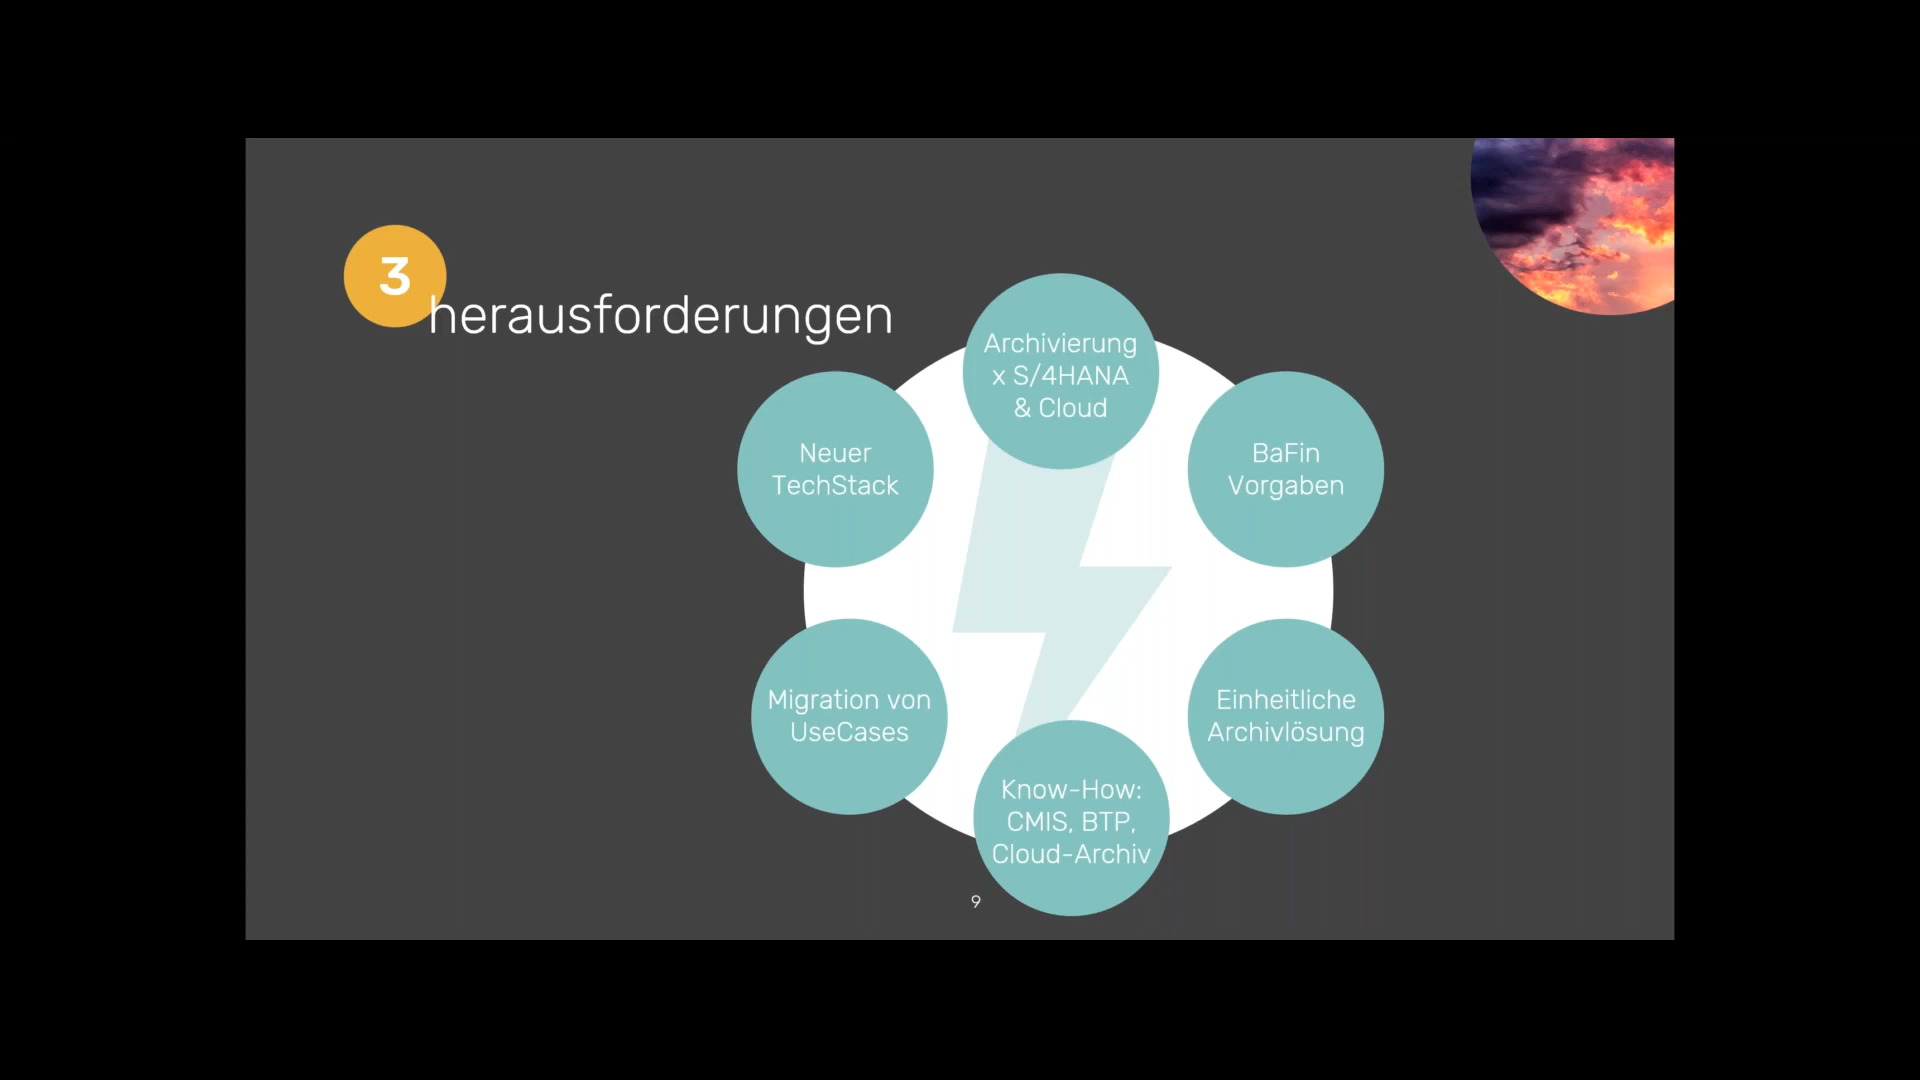 3
herausforderungen
Archivierung
x S/4HANA
& Cloud
BaFin
Vorgaben
Einheitliche
Archivlösung
Know-How:
CMIS, BTP,
Cloud-Archiv
Migration von
UseCases
Neuer
TechStack
9